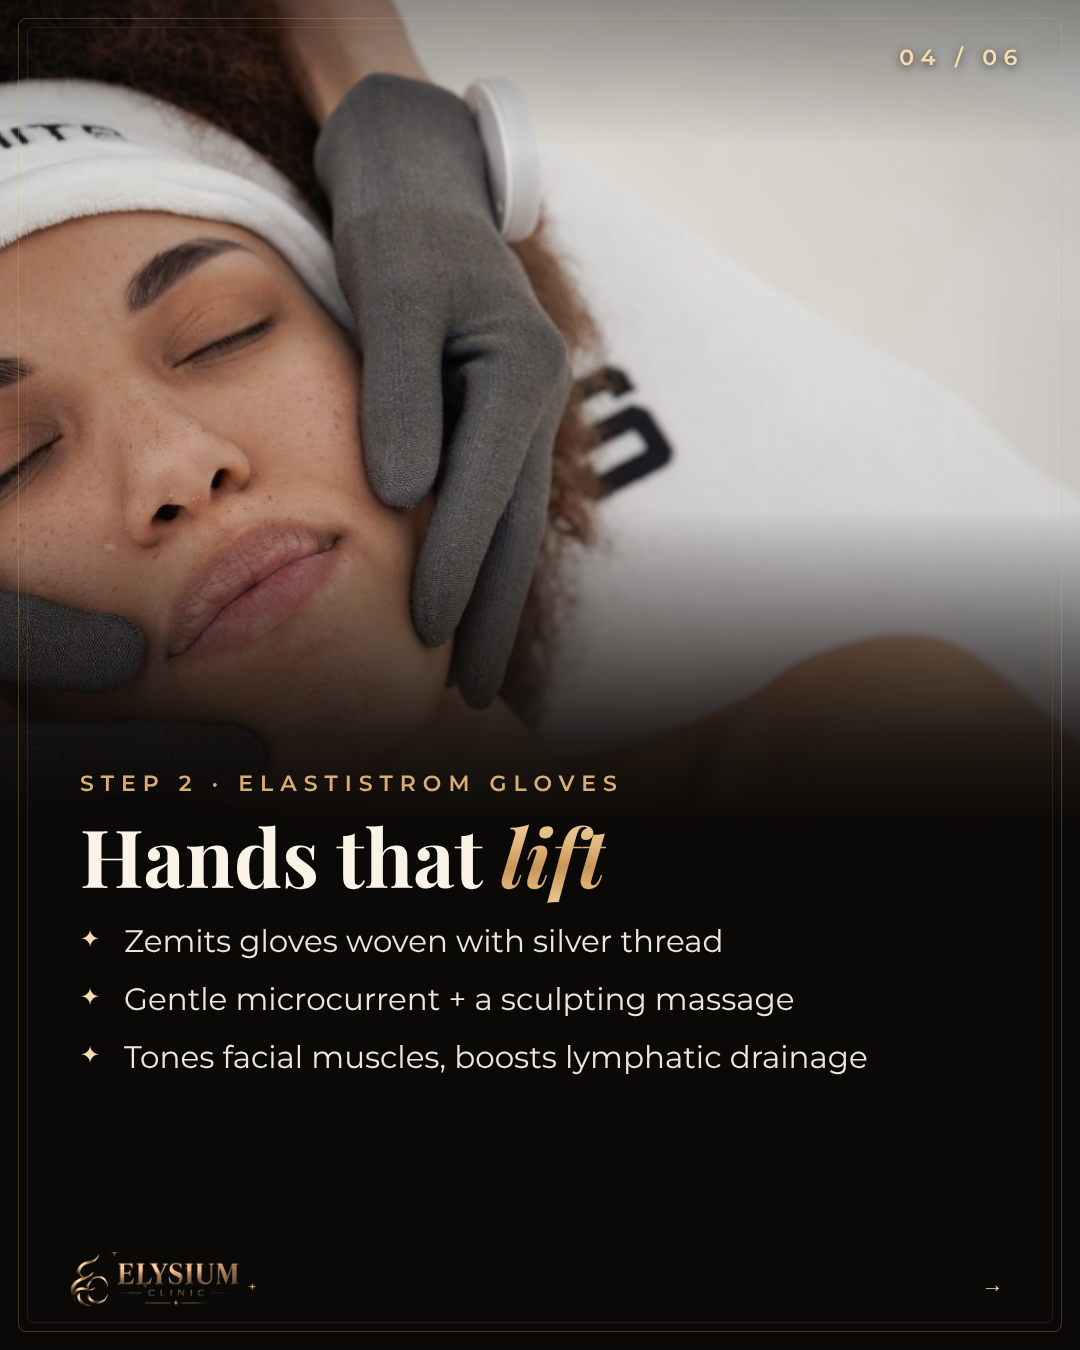 04 / 06
STEP 2 · ELASTISTROM GLOVES
Hands that lift
✦ Zemits gloves woven with silver thread
✦ Gentle microcurrent + a sculpting massage
✦ Tones facial muscles, boosts lymphatic drainage
ELYSIUM
CLINIC
→